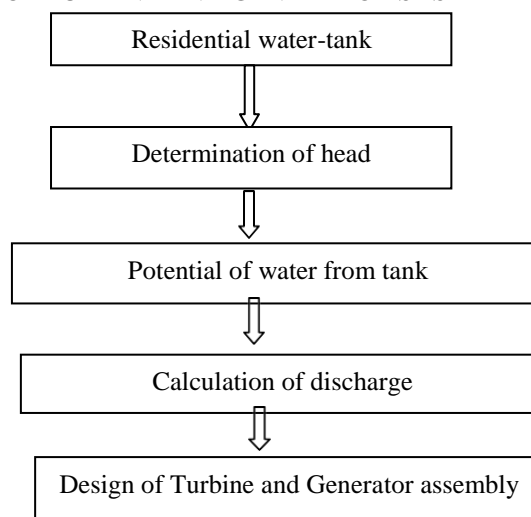 Residential water-tank
Determination of head
Potential of water from tank
Calculation of discharge
Design of Turbine and Generator assembly